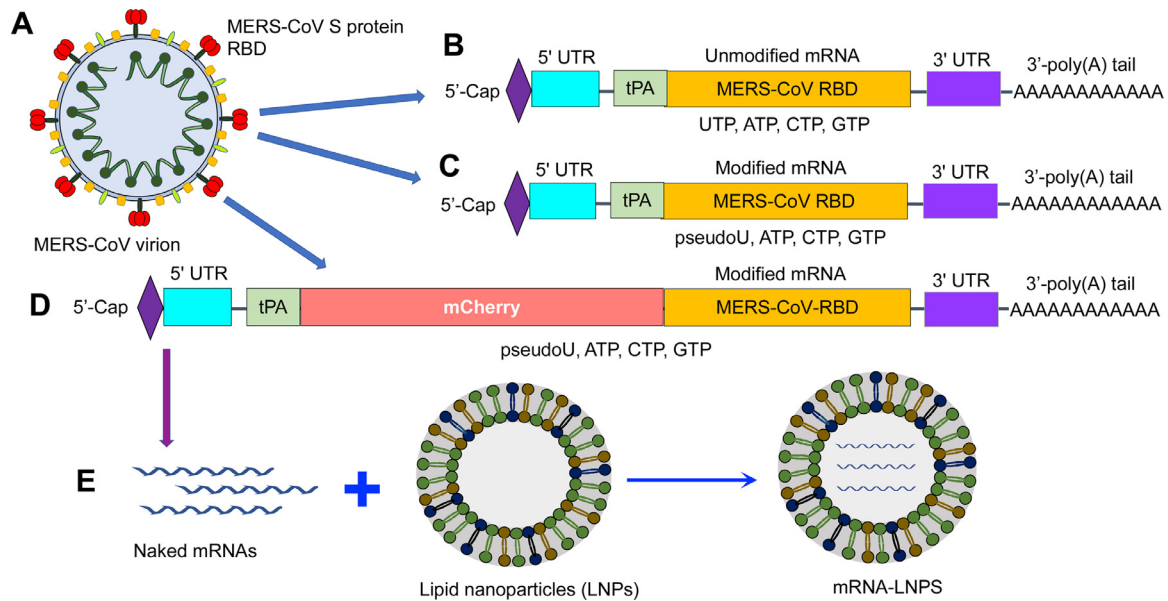 A
MERS-CoV S protein
RBD
MERS-CoV virion
B
5'-Cap
5' UTR
tPA
Unmodified mRNA
MERS-CoV RBD
UTP, ATP, CTP, GTP
3' UTR
3'-poly(A) tail
AAAAAAAAAAAA
C
5'-Cap
5' UTR
tPA
Modified mRNA
MERS-CoV RBD
pseudoU, ATP, CTP, GTP
3' UTR
3'-poly(A) tail
AAAAAAAAAAAA
D
5'-Cap
5' UTR
tPA
mCherry
Modified mRNA
MERS-CoV-RBD
pseudoU, ATP, CTP, GTP
3' UTR
3'-poly(A) tail
AAAAAAAAAAAA
E
Naked mRNAs
Lipid nanoparticles (LNPs)
mRNA-LNPS